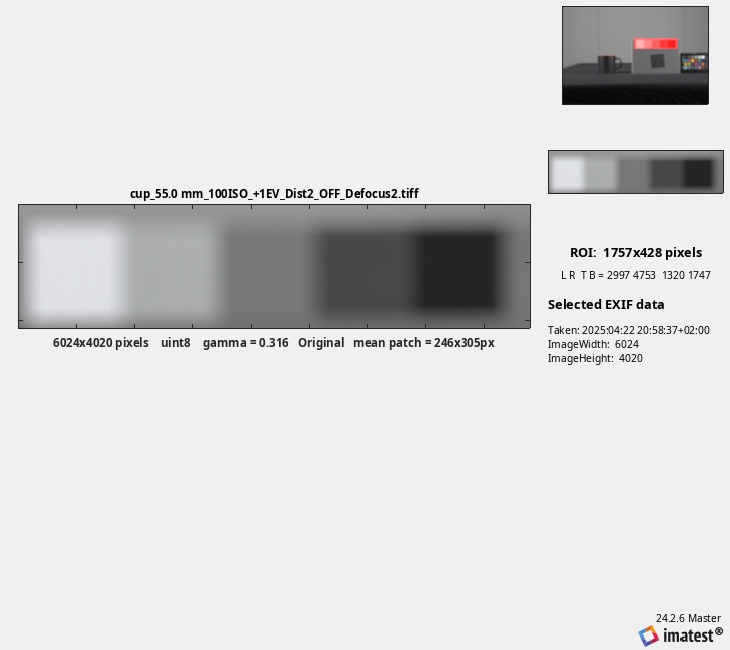 cup_55.0 mm_100ISO_+1EV_Dist2_OFF_Defocus2.tiff
6024x4020 pixels    uint8    gamma = 0.316   Original   mean patch = 246x305px
ROI:  1757x428 pixels
L R  T B = 2997 4753  1320 1747
Selected EXIF data
Taken: 2025:04:22 20:58:37+02:00
ImageWidth:  6024
ImageHeight:  4020
24.2.6 Master
imatest®